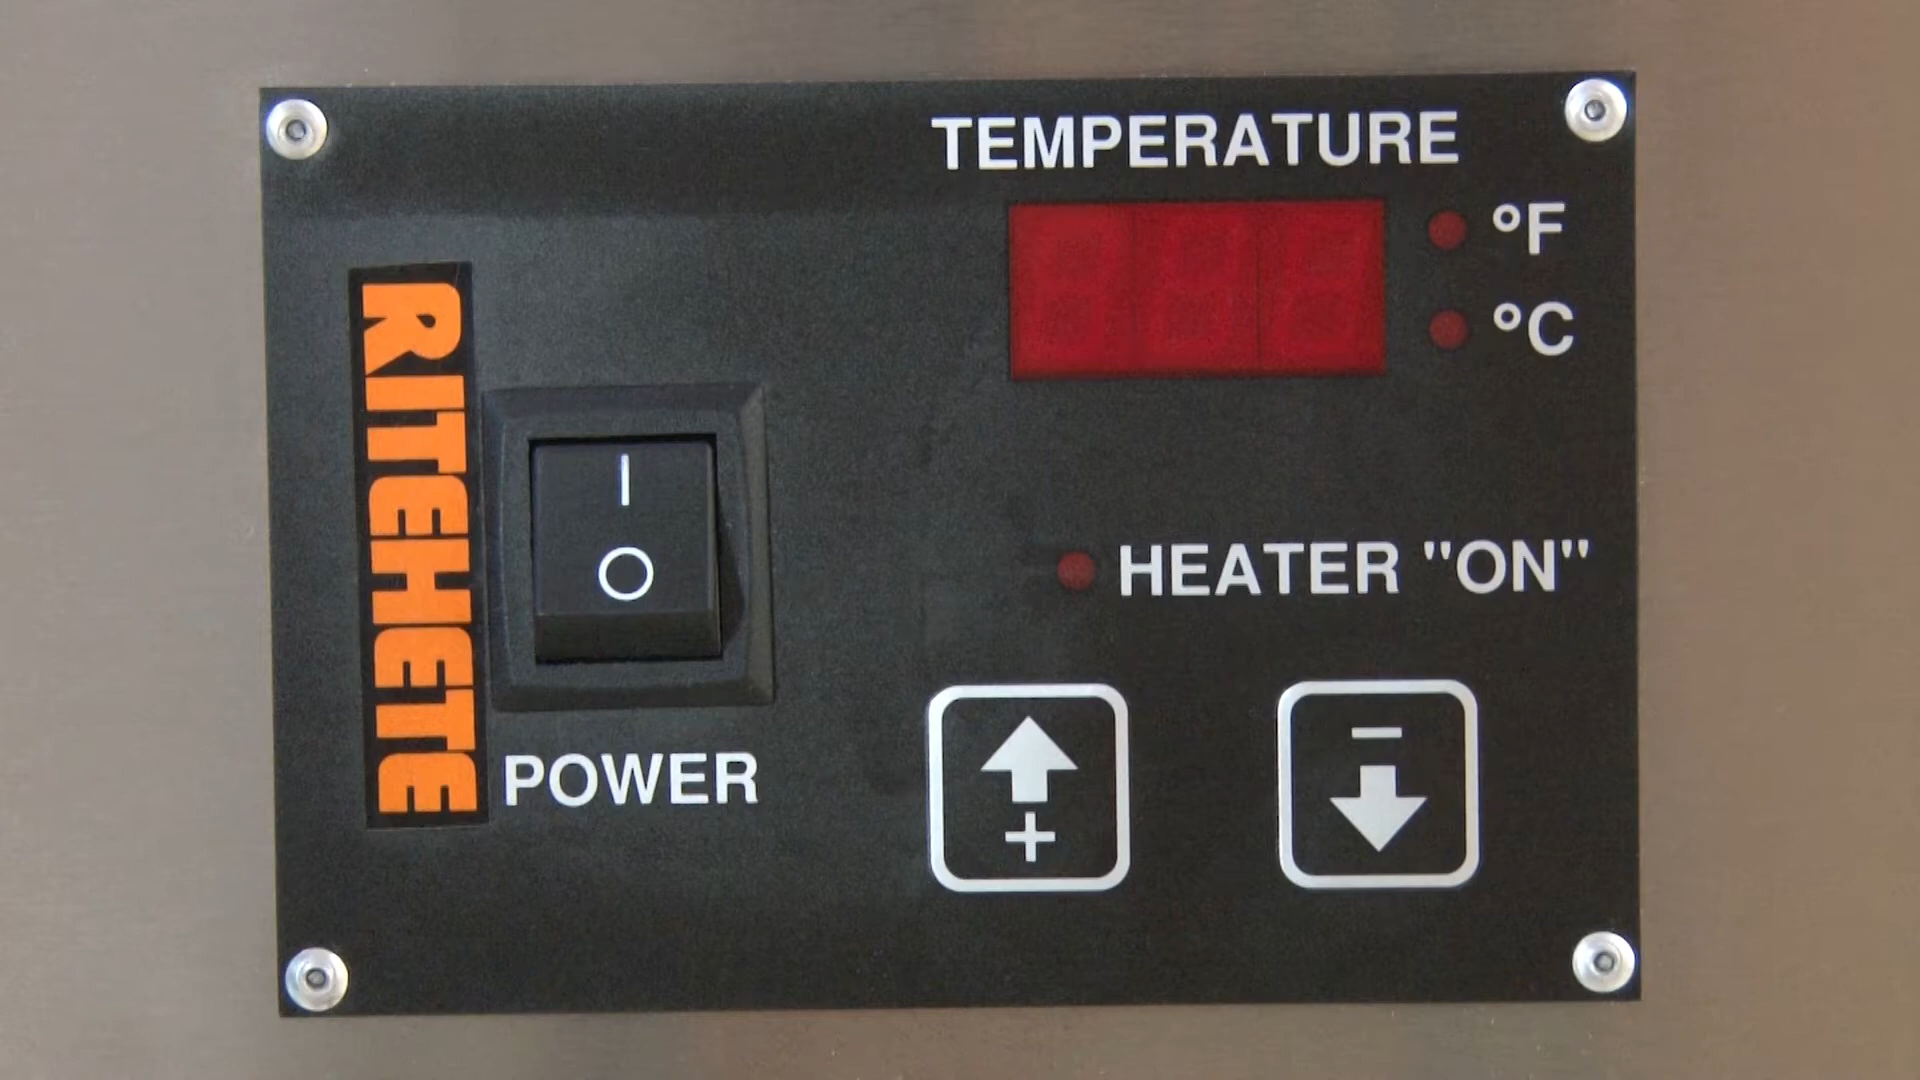 TEMPERATURE
°F
°C
RITEHETE
I
O
HEATER "ON"
POWER
+
−